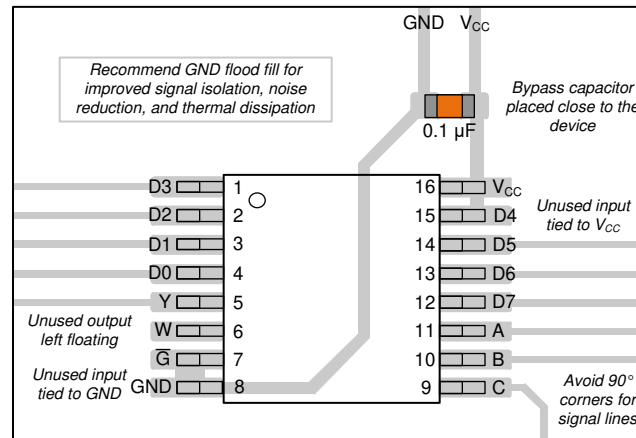 GND VCC
Recommend GND flood fill for
improved signal isolation, noise
reduction, and thermal dissipation
Bypass capacitor
placed close to the
device
0.1 µF
D3 1 16 VCC
D2 2 15 D4
Unused input
tied to VCC
D1 3 14 D5
D0 4 13 D6
Y 5 12 D7
Unused output
left floating
W 6 11 A
G̅ 7 10 B
Unused input
tied to GND
GND 8 9 C
Avoid 90°
corners for
signal lines